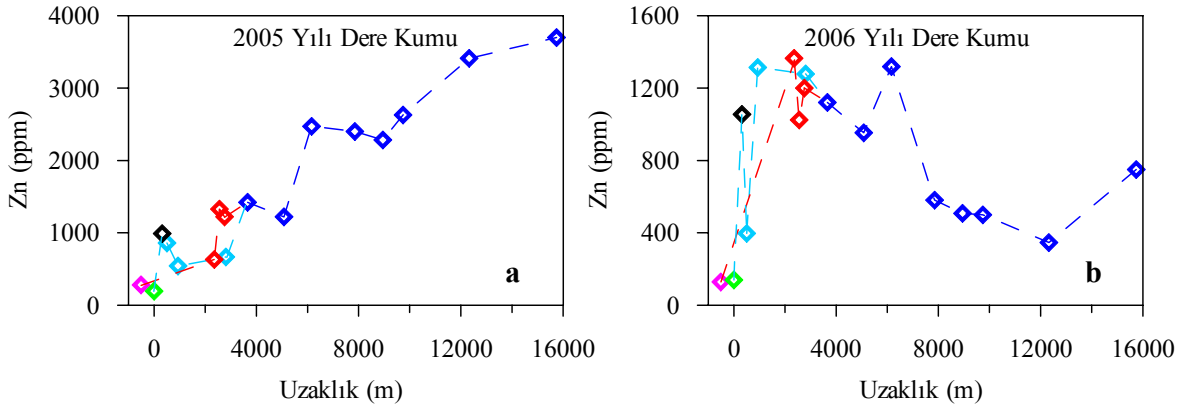 4000
3000
2000
1000
0
Zn (ppm)
2005 Yılı Dere Kumu
a
0 4000 8000 12000 16000
Uzaklık (m)
1600
1200
800
400
0
Zn (ppm)
2006 Yılı Dere Kumu
b
0 4000 8000 12000 16000
Uzaklık (m)